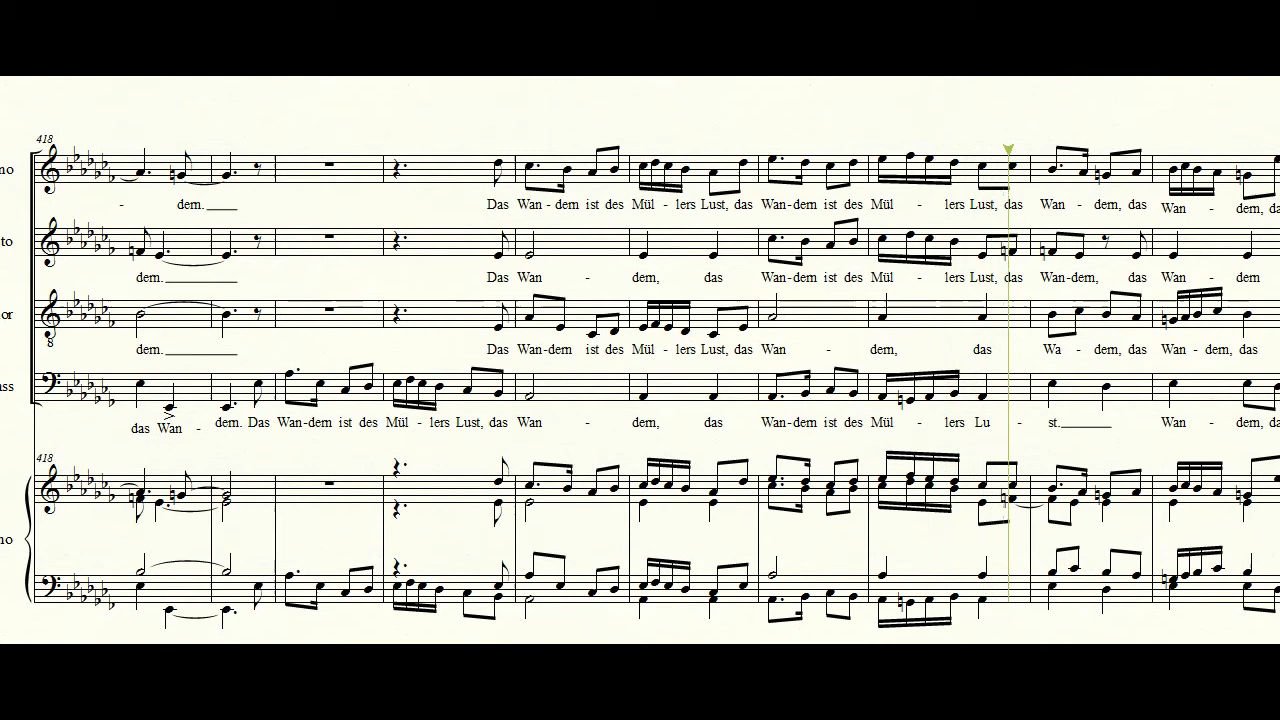 418
no
- dem.____ Das Wan - dem ist des Mül - lers Lust, das Wan - dem ist des Mül - lers Lust, das Wan - dem, das Wan - dem, da
to
dem.____ Das Wan - dem, das Wan-dem ist des Mül - lers Lust, das Wan-dem, das Wan - dem
or
8
dem.____ Das Wan-dem ist des Mül - lers Lust, das Wan - dem, das Wa - dem, das Wan - dem, das
ass
das Wan - dem. Das Wan-dem ist des Mül - lers Lust, das Wan - dem, das Wan-dem ist des Mül - lers Lu - st.____ Wan - dem, da
418
no